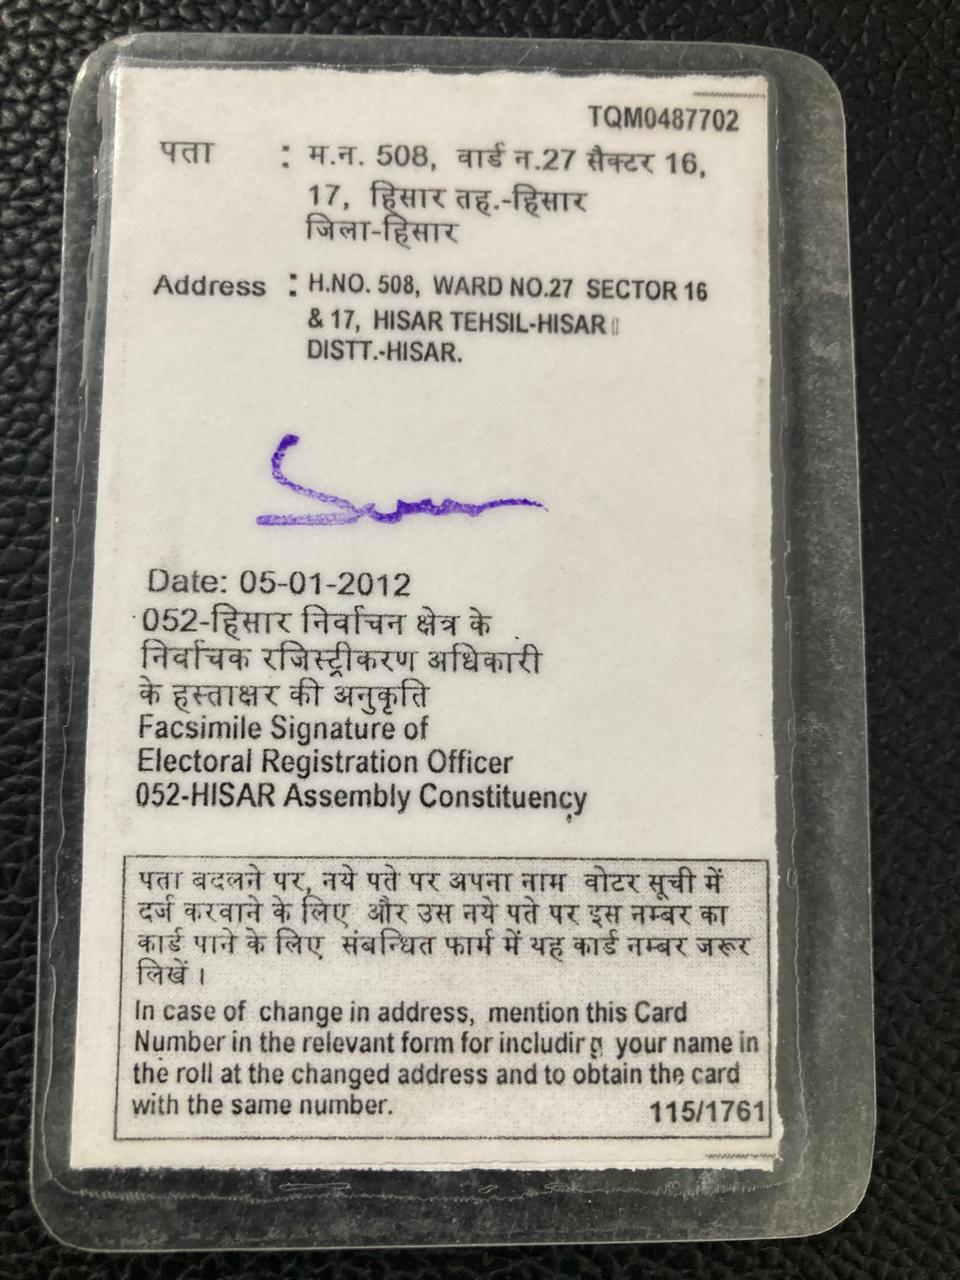 TQM0487702
पता : म.न. 508, वार्ड न.27 सैक्टर 16,
17, हिसार तह.-हिसार
जिला-हिसार
Address : H.NO. 508, WARD NO.27 SECTOR 16
& 17, HISAR TEHSIL-HISAR
DISTT.-HISAR.
Date: 05-01-2012
052-हिसार निर्वाचन क्षेत्र के
निर्वाचक रजिस्ट्रीकरण अधिकारी
के हस्ताक्षर की अनुकृति
Facsimile Signature of
Electoral Registration Officer
052-HISAR Assembly Constituency
पता बदलने पर, नये पते पर अपना नाम वोटर सूची में
दर्ज करवाने के लिए और उस नये पते पर इस नम्बर का
कार्ड पाने के लिए संबन्धित फार्म में यह कार्ड नम्बर जरूर
लिखें।
In case of change in address, mention this Card
Number in the relevant form for including your name in
the roll at the changed address and to obtain the card
with the same number.
115/1761